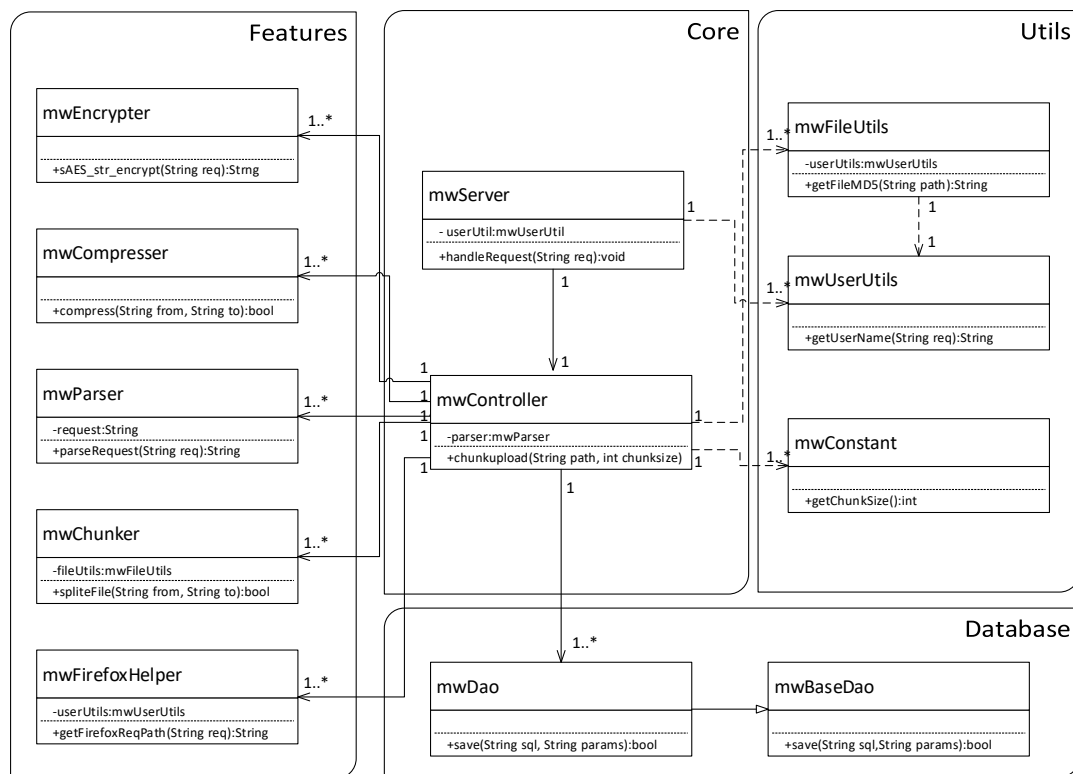 Features
mwEncrypter
+sAES_str_encrypt(String req):Strng
1..*
mwCompresser
+compress(String from, String to):bool
1..*
mwParser
-request:String
+parseRequest(String req):String
1..*
mwChunker
-fileUtils:mwFileUtils
+spliteFile(String from, String to):bool
1..*
mwFirefoxHelper
-userUtils:mwUserUtils
+getFirefoxReqPath(String req):String
1..*
Core
mwServer
- userUtil:mwUserUtil
+handleRequest(String req):void
1
1
1
1
1
1
1
1
1
mwController
-parser:mwParser
+chunkupload(String path, int chunksize)
1
1
1
Utils
mwFileUtils
-userUtils:mwUserUtils
+getFileMD5(String path):String
1..*
1
1
mwUserUtils
+getUserName(String req):String
1..*
mwConstant
+getChunkSize():int
1..*
Database
1..*
mwDao
+save(String sql, String params):bool
mwBaseDao
+save(String sql,String params):bool